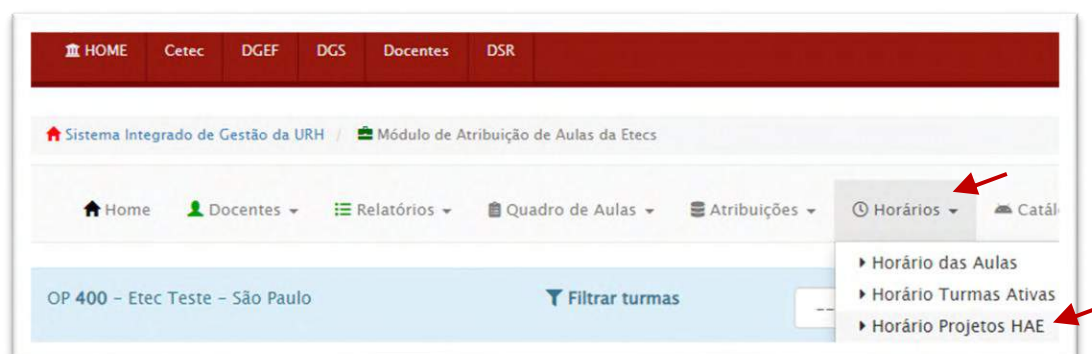 HOME Cetec DGEF DGS Docentes DSR
Sistema Integrado de Gestão da URH / Módulo de Atribuição de Aulas da Etecs
Home Docentes Relatórios Quadro de Aulas Atribuições Horários Catál
Horário das Aulas
OP 400 – Etec Teste – São Paulo Filtrar turmas --
Horário Turmas Ativas
Horário Projetos HAE